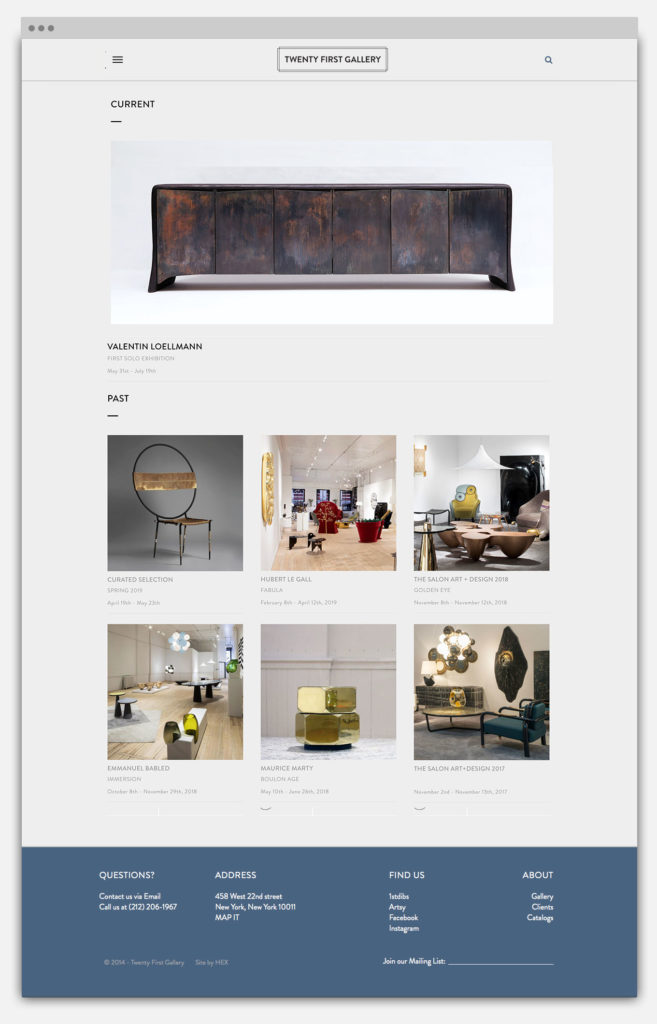 TWENTY FIRST GALLERY
CURRENT
VALENTIN LOELLMANN
FIRST SOLO EXHIBITION
May 31st - July 19th
PAST
CURATED SELECTION
SPRING 2019
April 19th - May 23th
HUBERT LE GALL
FABULA
February 8th - April 12th, 2019
THE SALON ART + DESIGN 2018
GOLDEN EYE
November 8th - November 12th, 2018
EMMANUEL BABLED
IMMERSION
October 8th - November 29th, 2018
MAURICE MARTY
BOULON AGE
May 10th - June 28th, 2018
THE SALON ART+DESIGN 2017
November 2nd - November 13th, 2017
QUESTIONS?
Contact us via Email
Call us at (212) 206-1967
ADDRESS
458 West 22nd street
New York, New York 10011
MAP IT
FIND US
1stdibs
Artsy
Facebook
Instagram
ABOUT
Gallery
Clients
Catalogs
© 2014 - Twenty First Gallery
Site by HEX
Join our Mailing List: